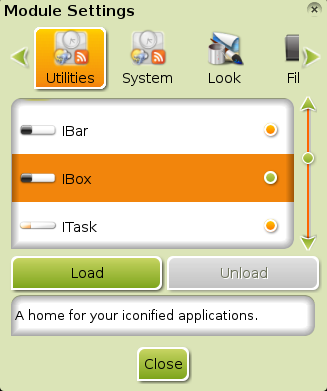 Module Settings
Utilities System Look Fil
IBar
IBox
ITask
Load Unload
A home for your iconified applications.
Close